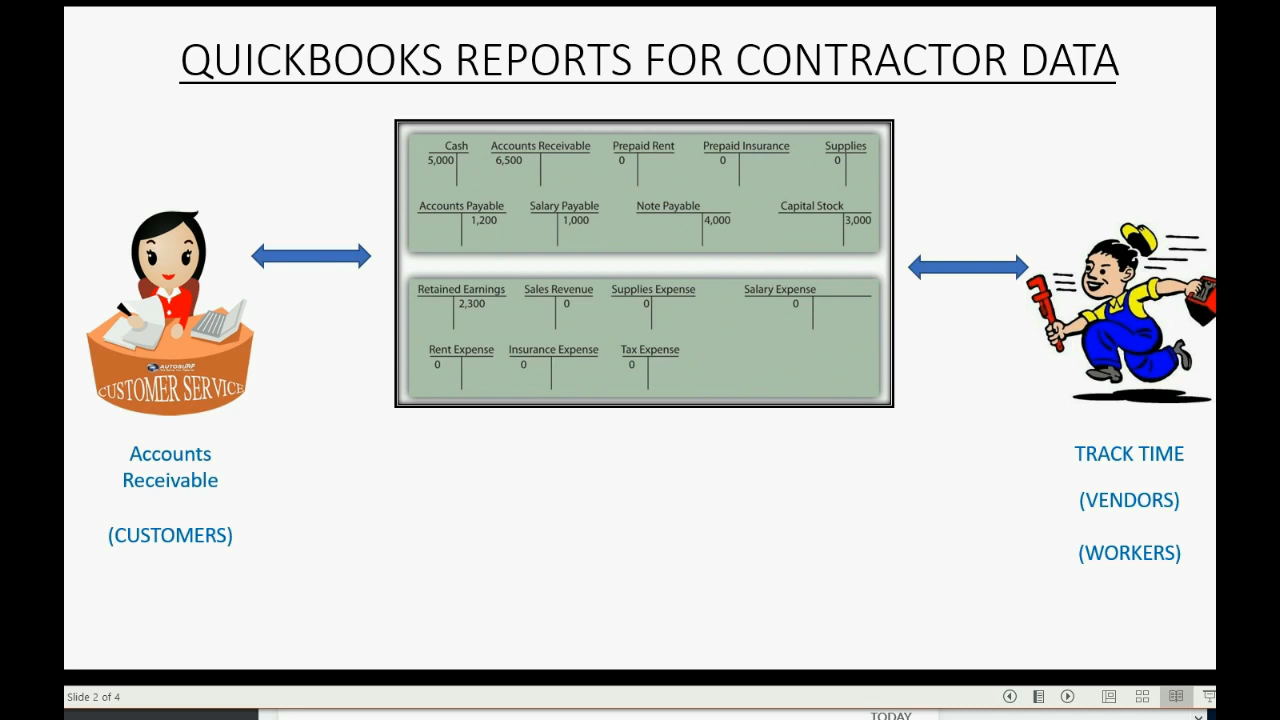 QUICKBOOKS REPORTS FOR CONTRACTOR DATA
Cash Accounts Receivable Prepaid Rent Prepaid Insurance Supplies
5,000 6,500 0 0 0
Accounts Payable Salary Payable Note Payable Capital Stock
1,200 1,000 4,000 3,000
Retained Earnings Sales Revenue Supplies Expense Salary Expense
2,300 0 0 0
Rent Expense Insurance Expense Tax Expense
0 0 0
AUTOSURF
CUSTOMER SERVICE
Accounts
Receivable
(CUSTOMERS)
TRACK TIME
(VENDORS)
(WORKERS)
Slide 2 of 4
TODAY